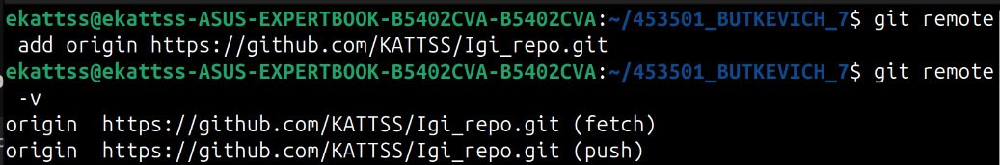 ekattss@ekattss-ASUS-EXPERTBOOK-B5402CVA-B5402CVA:~/453501_BUTKEVICH_7$ git remote
add origin https://github.com/KATTSS/Igi_repo.git
ekattss@ekattss-ASUS-EXPERTBOOK-B5402CVA-B5402CVA:~/453501_BUTKEVICH_7$ git remote
-v
origin  https://github.com/KATTSS/Igi_repo.git (fetch)
origin  https://github.com/KATTSS/Igi_repo.git (push)